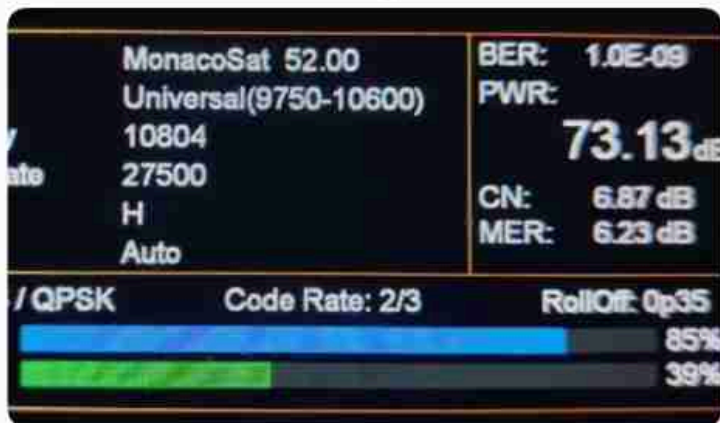 MonacoSat 52.00
Universal(9750-10600)
10804
ate 27500
H
Auto
BER: 1.0E-09
PWR:
73.13
CN: 6.87 dB
MER: 6.23 dB
/ QPSK Code Rate: 2/3 RollOff: 0p35
85%
39%